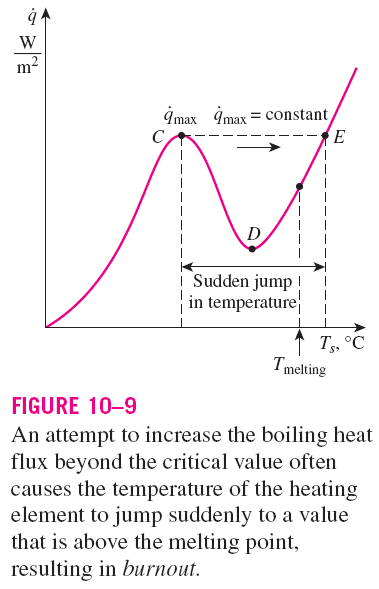 q̇
W
m²
q̇max q̇max = constant
C
E
D
Sudden jump
in temperature
Ts, °C
Tmelting
FIGURE 10–9
An attempt to increase the boiling heat
flux beyond the critical value often
causes the temperature of the heating
element to jump suddenly to a value
that is above the melting point,
resulting in burnout.